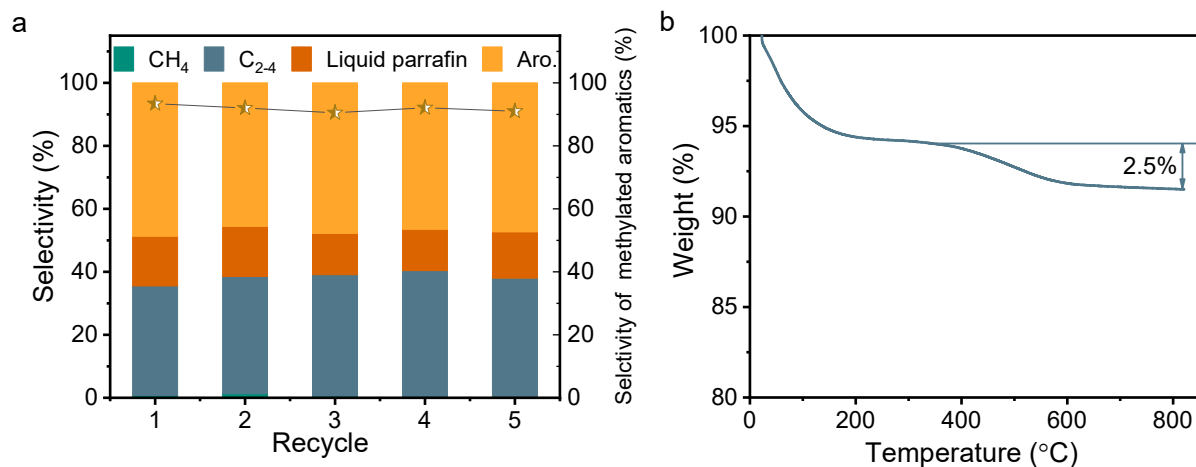 a
CH4 C2-4 Liquid parrafin Aro.
Selectivity (%)
100
80
60
40
20
0
1 2 3 4 5
Recycle
100
80
60
40
20
0
Selctivity of methylated aromatics (%)
b
Weight (%)
100
95
90
85
80
2.5%
0 200 400 600 800
Temperature (°C)